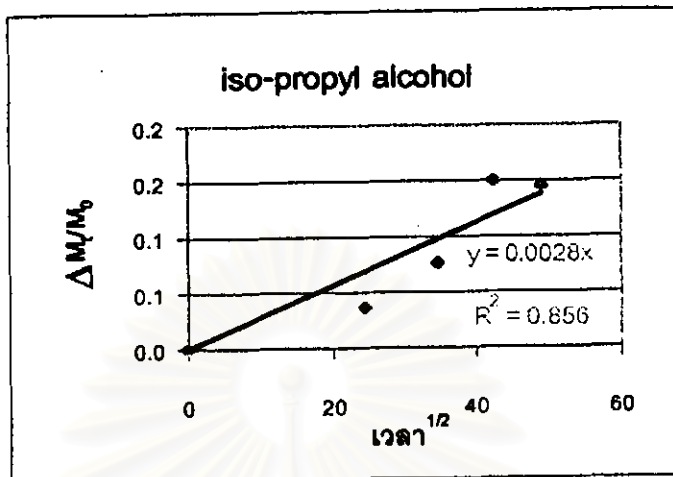 iso-propyl alcohol
0.2
0.2
0.1
0.1
0.0
ΔMₜ/M₀
y = 0.0028x
R² = 0.856
0 20 40 60
เวลา^1/2